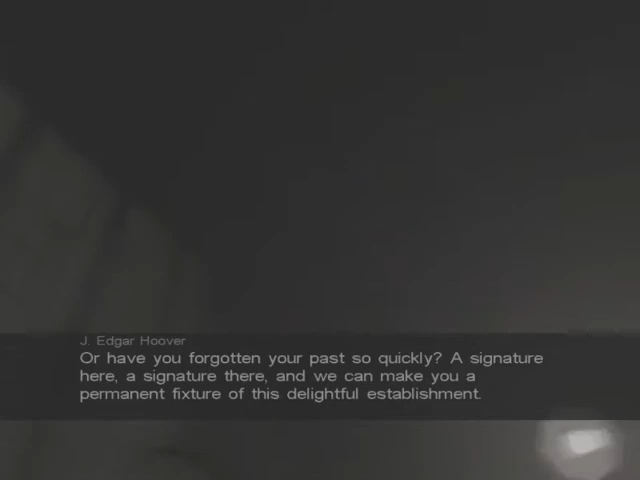 J. Edgar Hoover
Or have you forgotten your past so quickly? A signature
here, a signature there, and we can make you a
permanent fixture of this delightful establishment.